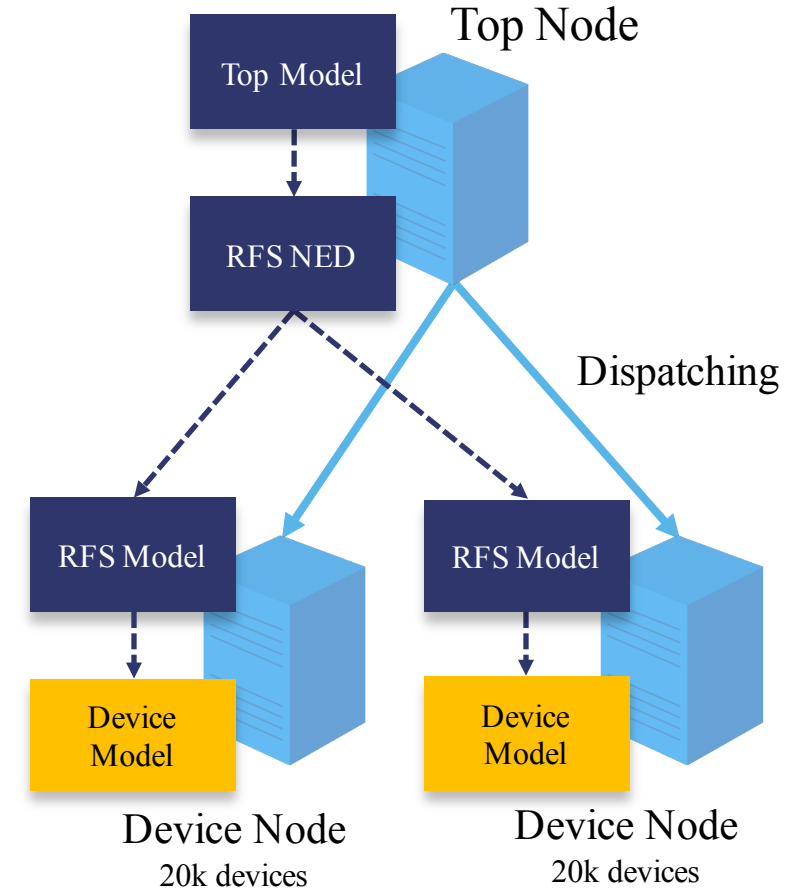 Top Node
Top Model
RFS NED
Dispatching
RFS Model
RFS Model
Device
Model
Device
Model
Device Node
20k devices
Device Node
20k devices